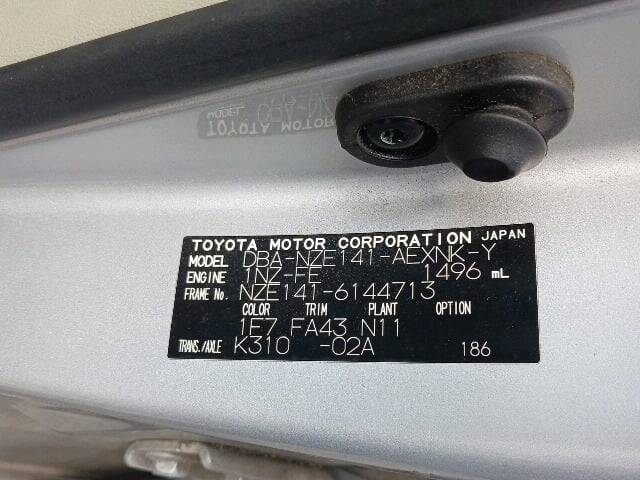 TOYOTA MOTOR CORPORATION JAPAN
MODEL DBA-NZE141-AEXNK-Y
ENGINE 1NZ-FE 1496 mL
FRAME No. NZE141-6144713
COLOR TRIM PLANT OPTION
1E7 FA43 N11
TRANS./AXLE K310 -02A 186